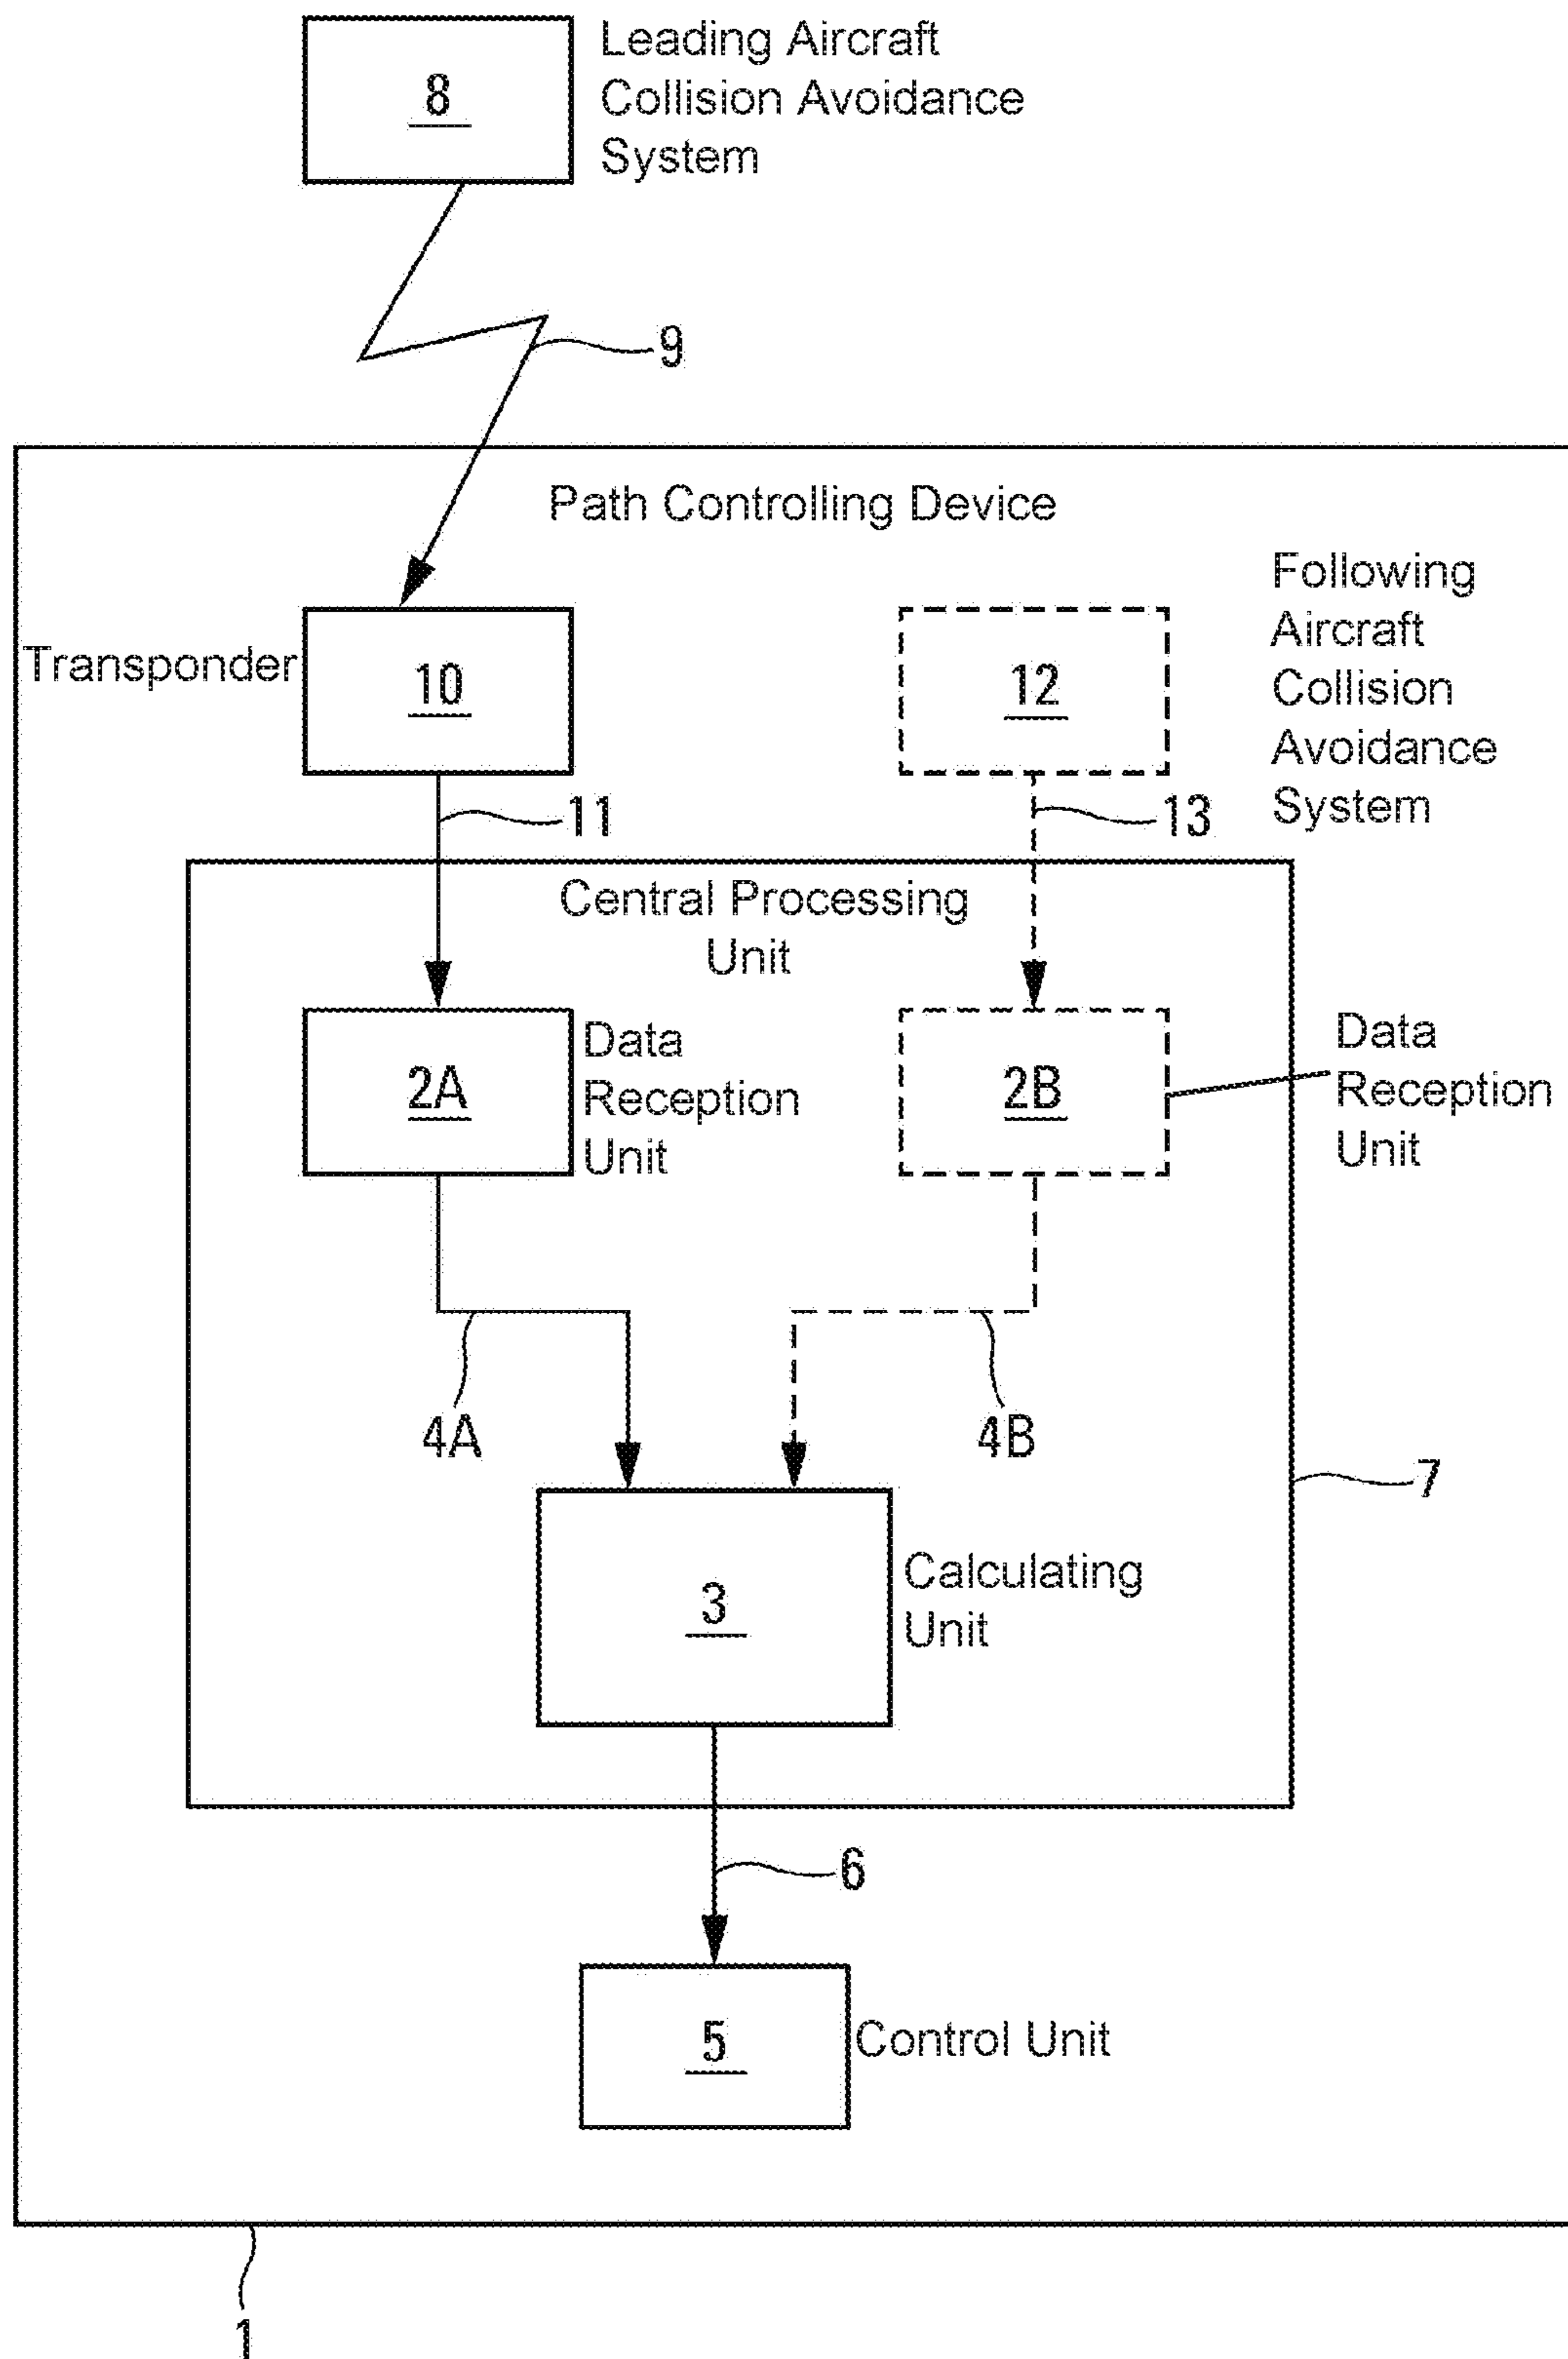 8
Leading Aircraft
Collision Avoidance
System
9
Path Controlling Device
Transponder
10
12
Following
Aircraft
Collision
Avoidance
System
11
13
Central Processing
Unit
2A
Data
Reception
Unit
2B
Data
Reception
Unit
4A
4B
7
3
Calculating
Unit
6
5
Control Unit
1